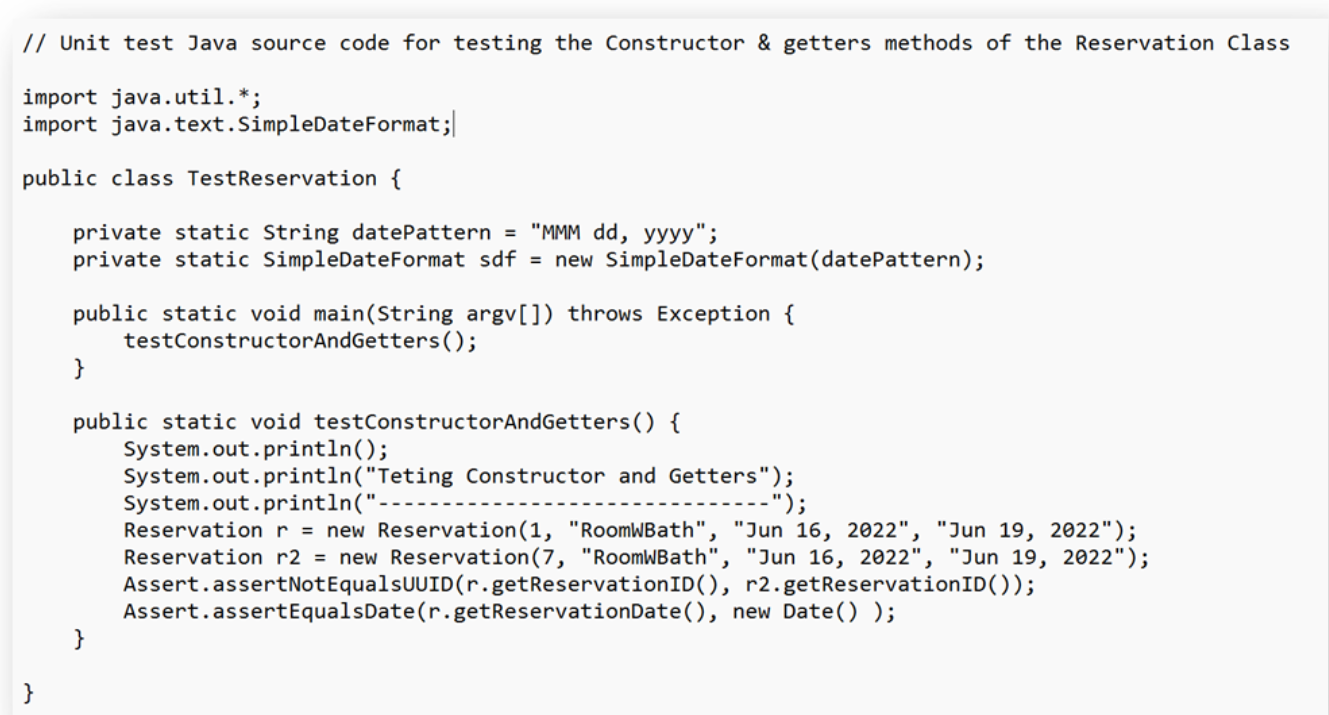 // Unit test Java source code for testing the Constructor & getters methods of the Reservation Class
import java.util.*;
import java.text.SimpleDateFormat;
public class TestReservation {
private static String datePattern = "MMM dd, yyyy";
private static SimpleDateFormat sdf = new SimpleDateFormat(datePattern);
public static void main(String argv[]) throws Exception {
testConstructorAndGetters();
}
public static void testConstructorAndGetters() {
System.out.println();
System.out.println("Teting Constructor and Getters");
System.out.println("-------------------------------");
Reservation r = new Reservation(1, "RoomWBath", "Jun 16, 2022", "Jun 19, 2022");
Reservation r2 = new Reservation(7, "RoomWBath", "Jun 16, 2022", "Jun 19, 2022");
Assert.assertNotEqualsUUID(r.getReservationID(), r2.getReservationID());
Assert.assertEqualsDate(r.getReservationDate(), new Date() );
}
}